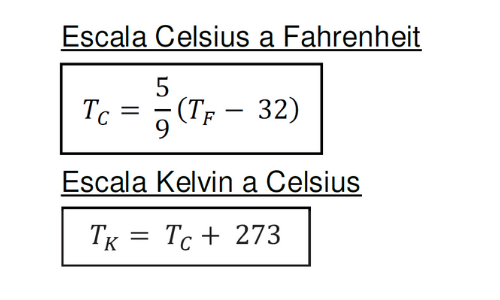 Escala Celsius a Fahrenheit
T_C = 5/9 (T_F − 32)
Escala Kelvin a Celsius
T_K = T_C + 273